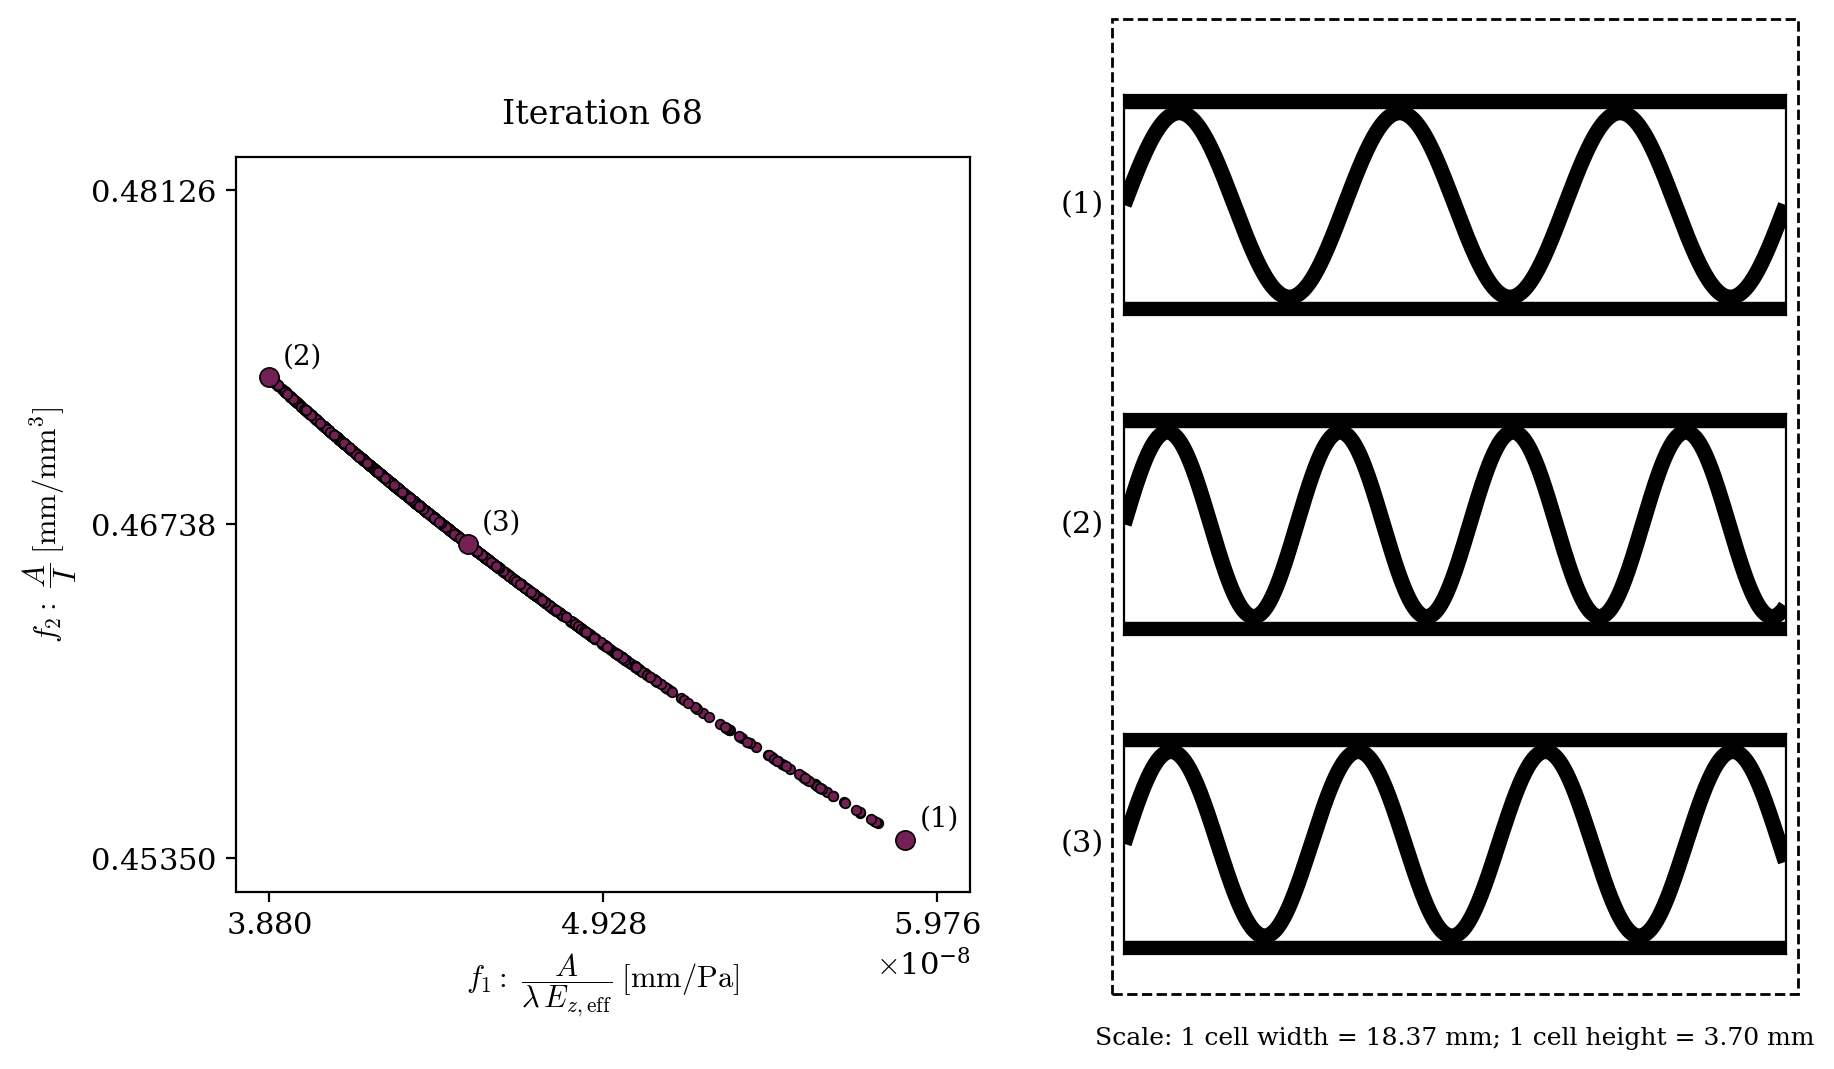 Iteration 68
0.48126
0.46738
0.45350
f₂: A/I [mm/mm³]
(2)
(3)
(1)
3.880 4.928 5.976
×10⁻⁸
f₁: A/(λ E_z,eff) [mm/Pa]
(1)
(2)
(3)
Scale: 1 cell width = 18.37 mm; 1 cell height = 3.70 mm